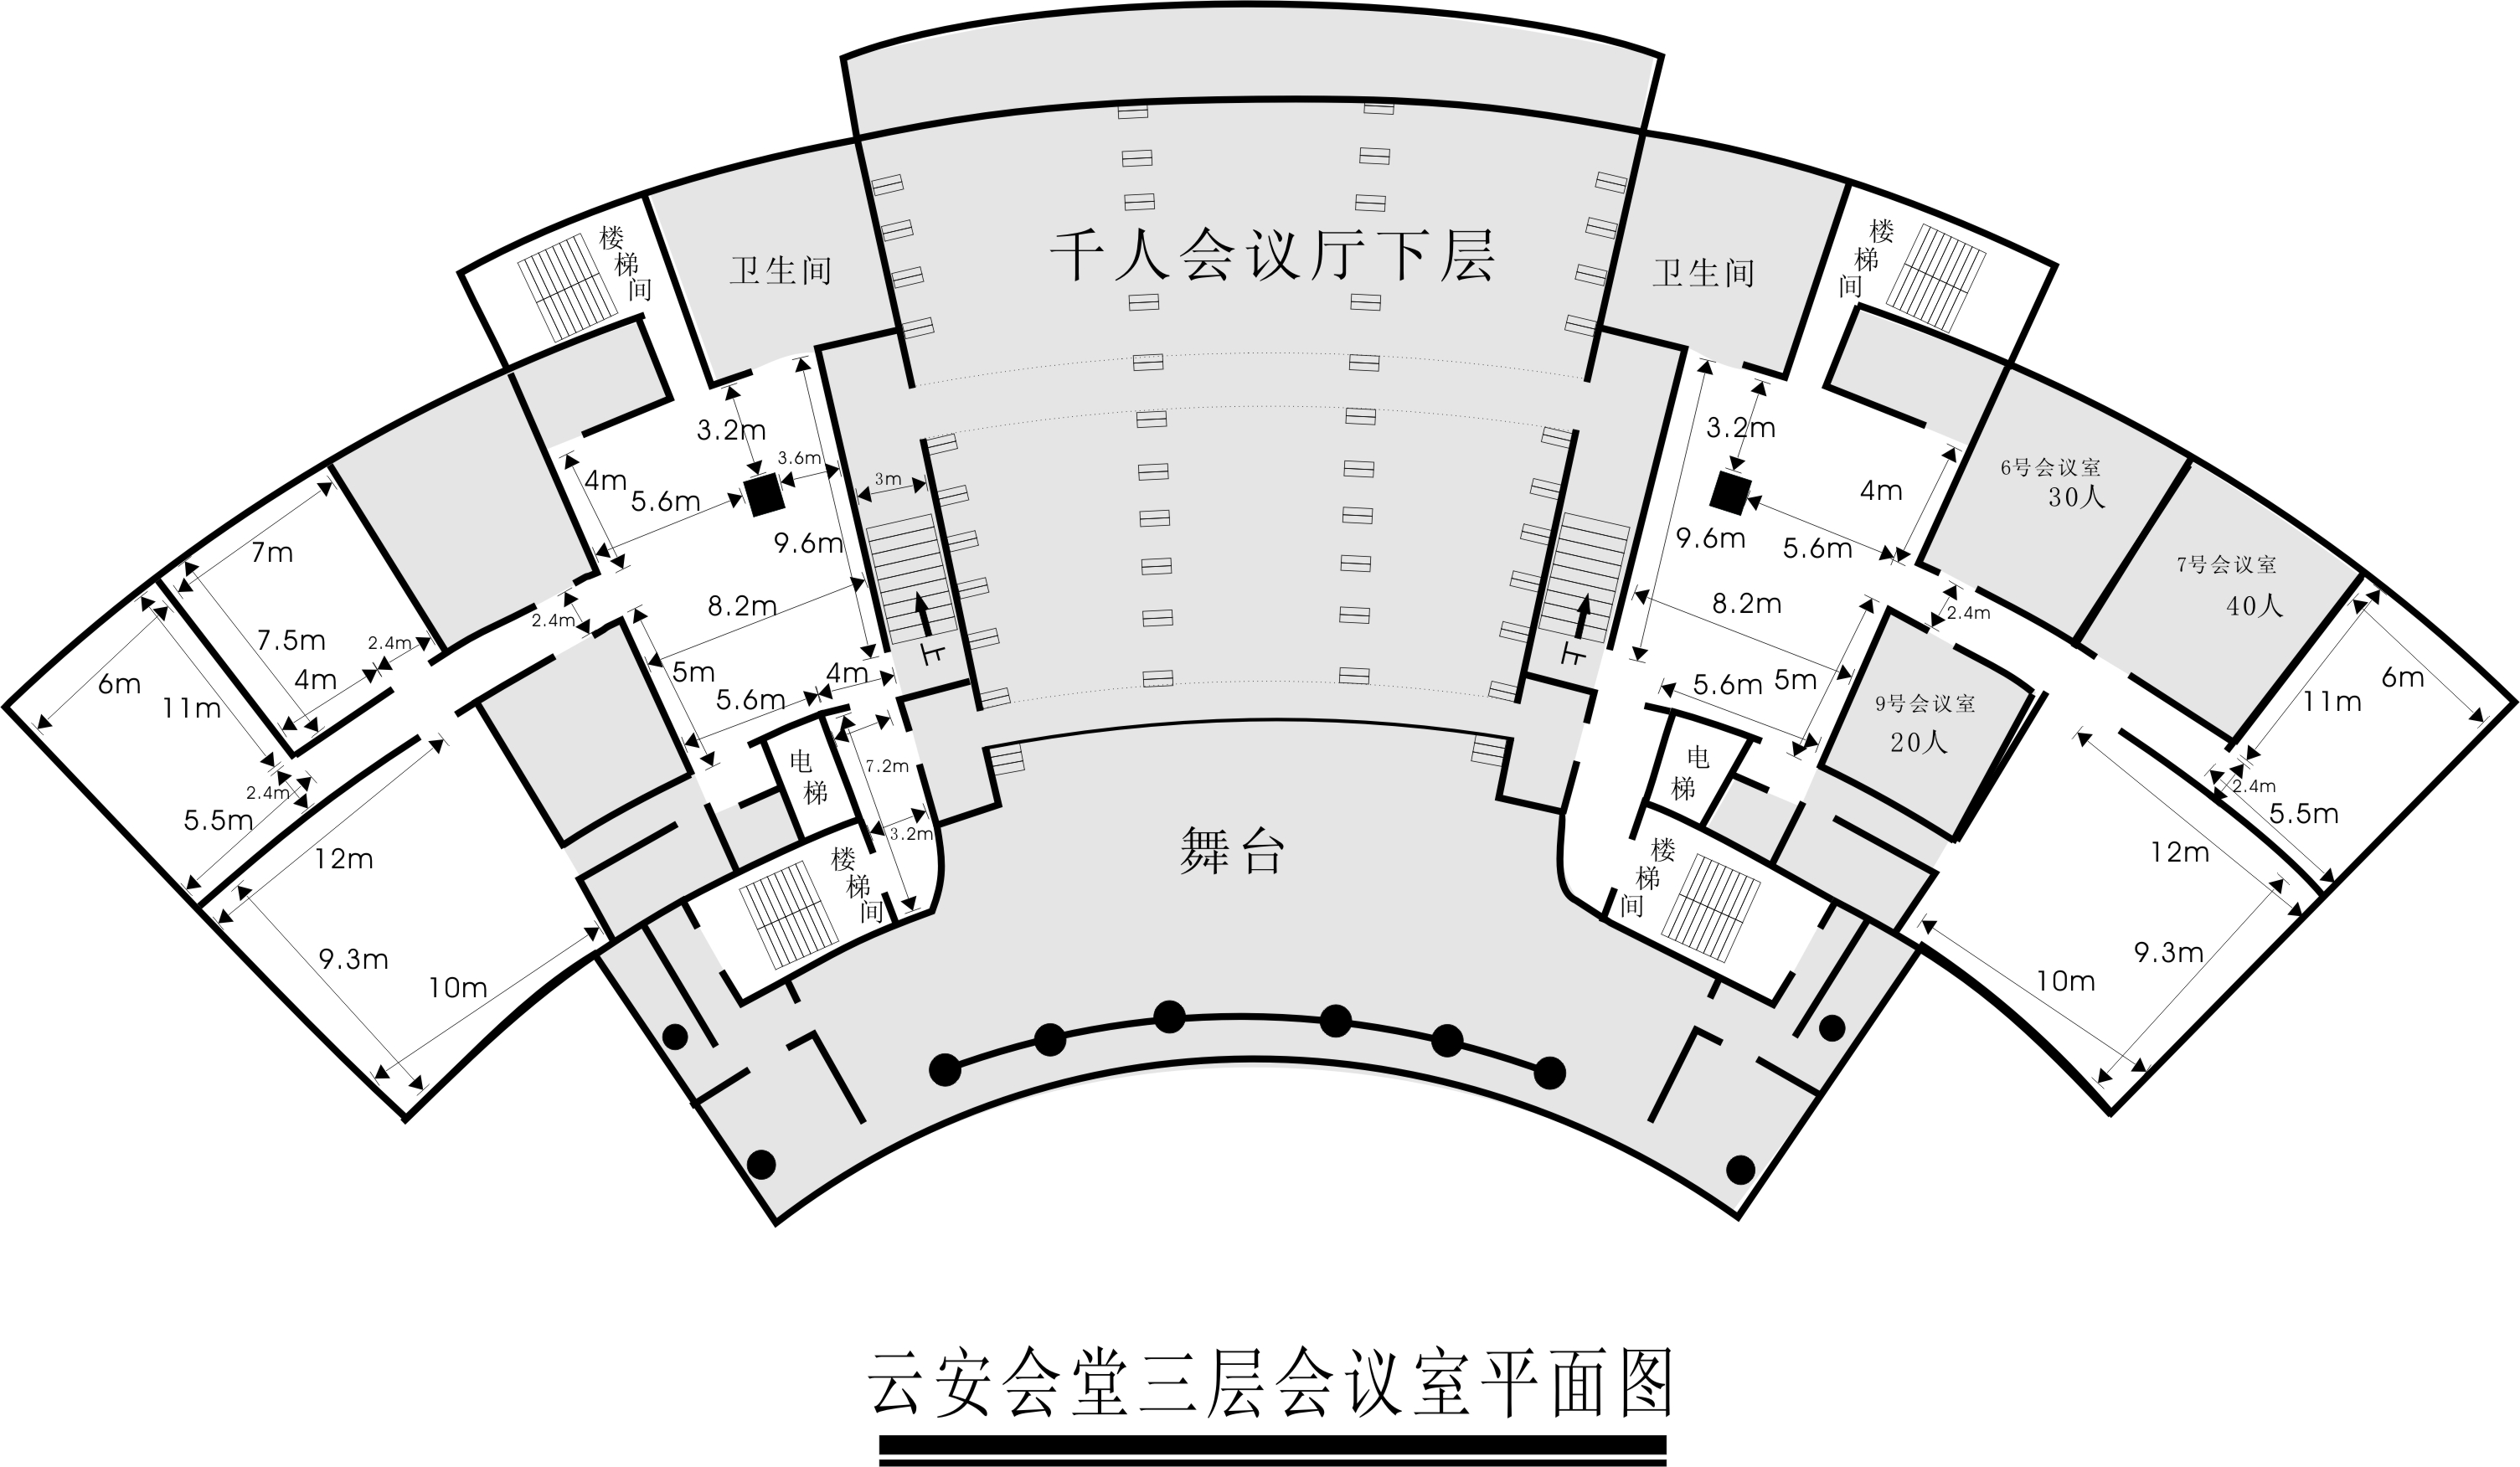 千人会议厅下层
卫生间
卫生间
楼梯间
楼梯间
3.2m
3.6m
3m
4m
5.6m
9.6m
8.2m
2.4m
7m
7.5m
2.4m
4m
6m
11m
5m
5.6m
4m
2.4m
5.5m
12m
9.3m
10m
电梯
7.2m
3.2m
楼梯间
上
舞台
上
3.2m
4m
9.6m
5.6m
8.2m
2.4m
5.6m
5m
6号会议室
30人
7号会议室
40人
9号会议室
20人
电梯
楼梯间
6m
11m
2.4m
5.5m
12m
9.3m
10m
云安会堂三层会议室平面图